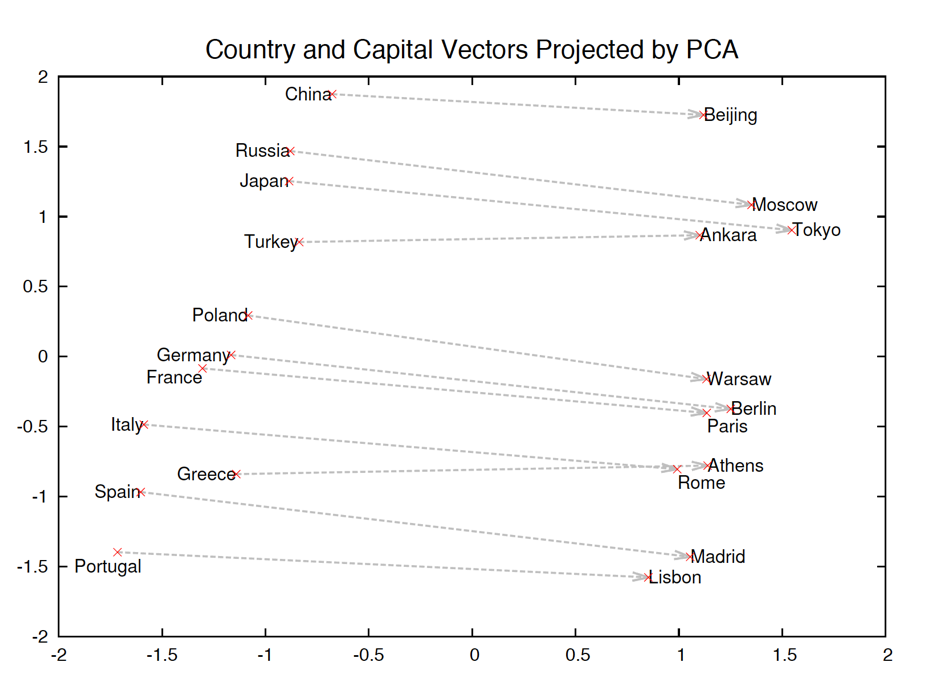 Country and Capital Vectors Projected by PCA
2
China
Beijing
1.5
Russia
Japan
Moscow
1
Tokyo
Turkey
Ankara
0.5
Poland
0
Germany
France
Warsaw
Berlin
-0.5
Italy
Paris
Greece
Athens
Rome
-1
Spain
Madrid
-1.5
Portugal
Lisbon
-2
-2 -1.5 -1 -0.5 0 0.5 1 1.5 2